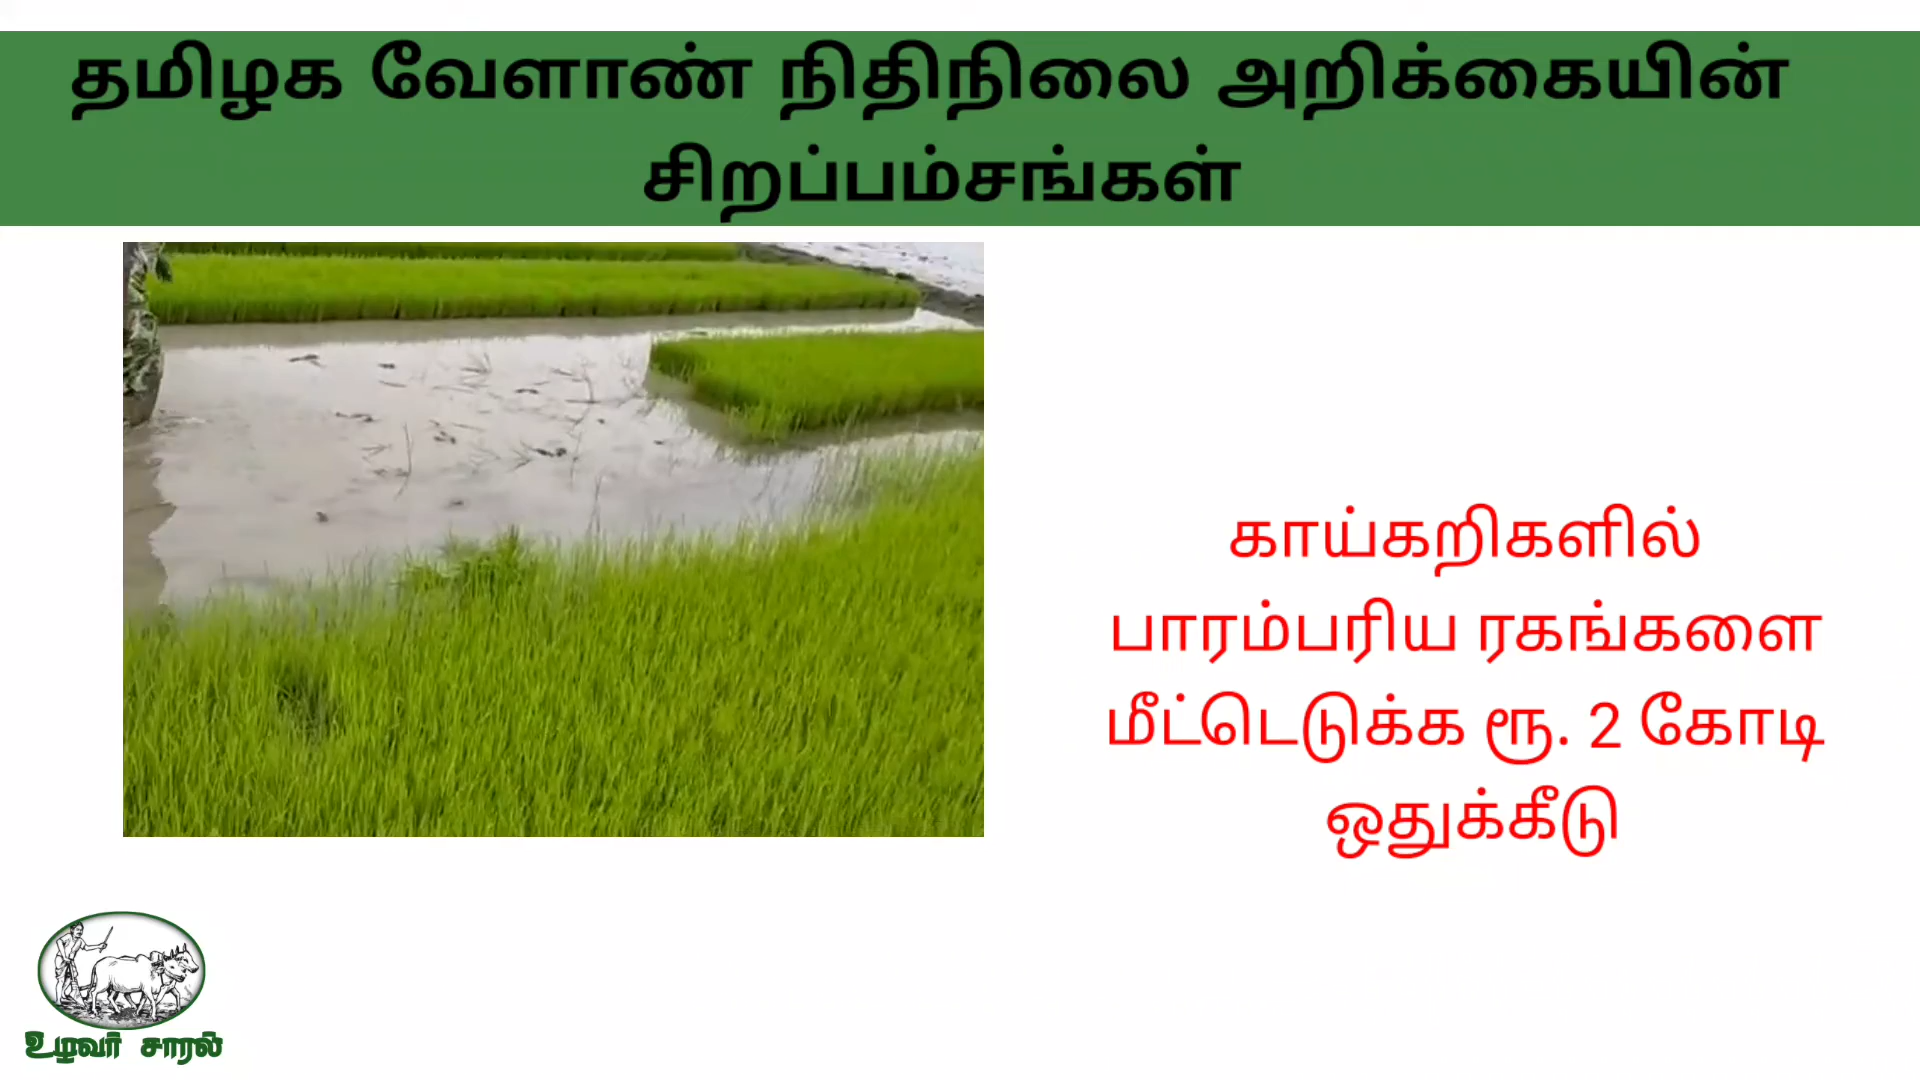 தமிழக வேளாண் நிதிநிலை அறிக்கையின்
சிறப்பம்சங்கள்
காய்கறிகளில்
பாரம்பரிய ரகங்களை
மீட்டெடுக்க ரூ. 2 கோடி
ஒதுக்கீடு
உழவர் சாரல்